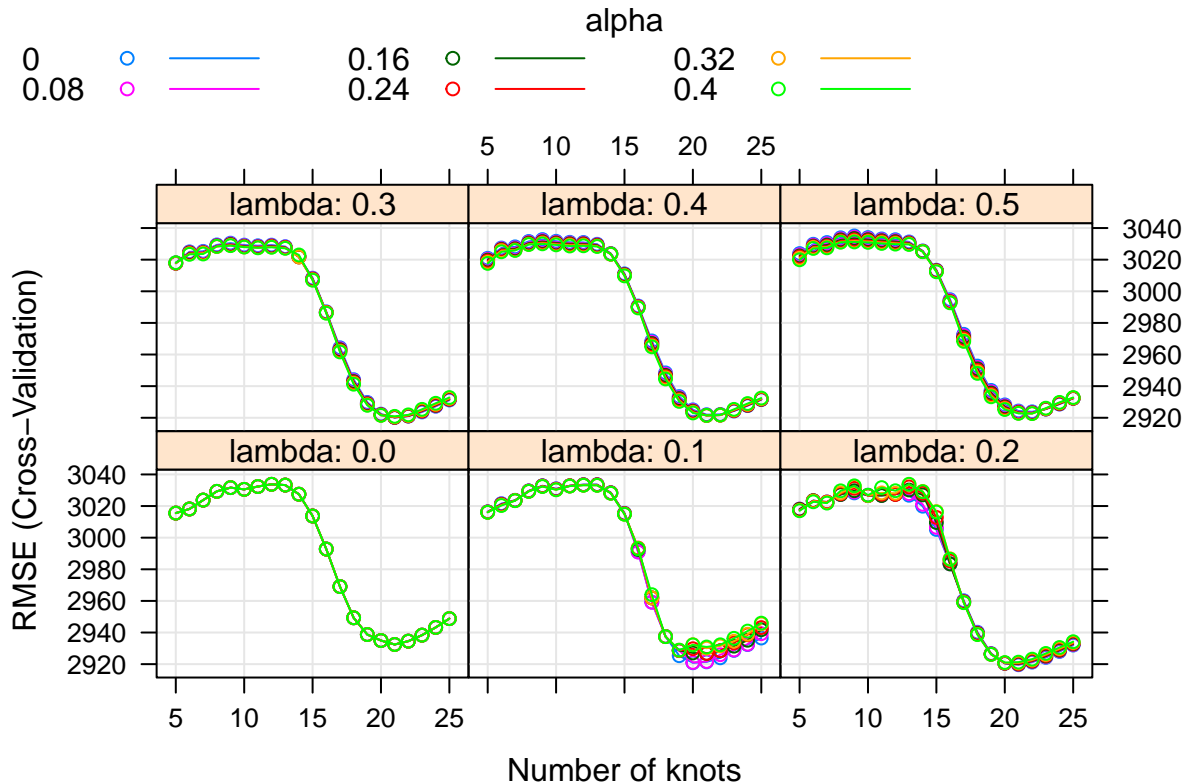 alpha
0 0.16 0.32
0.08 0.24 0.4
5 10 15 20 25
lambda: 0.3 lambda: 0.4 lambda: 0.5
3040
3020
3000
2980
2960
2940
2920
lambda: 0.0 lambda: 0.1 lambda: 0.2
3040
3020
3000
2980
2960
2940
2920
RMSE (Cross−Validation)
5 10 15 20 25 5 10 15 20 25
Number of knots